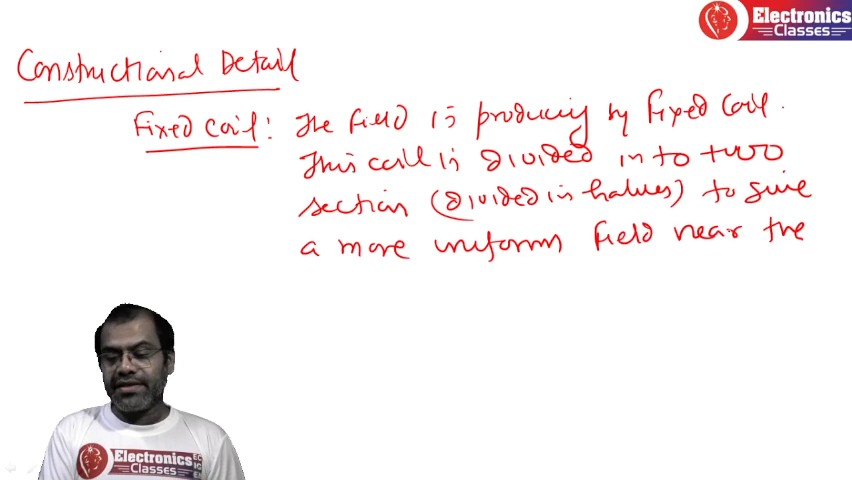 Electronics
Classes
Constructional Detail
Fixed Coil: The field is producing by Fixed Coil.
This coil is divided in to two
section (divided in halves) to give
a more uniform field near the
Electronics
Classes
EC